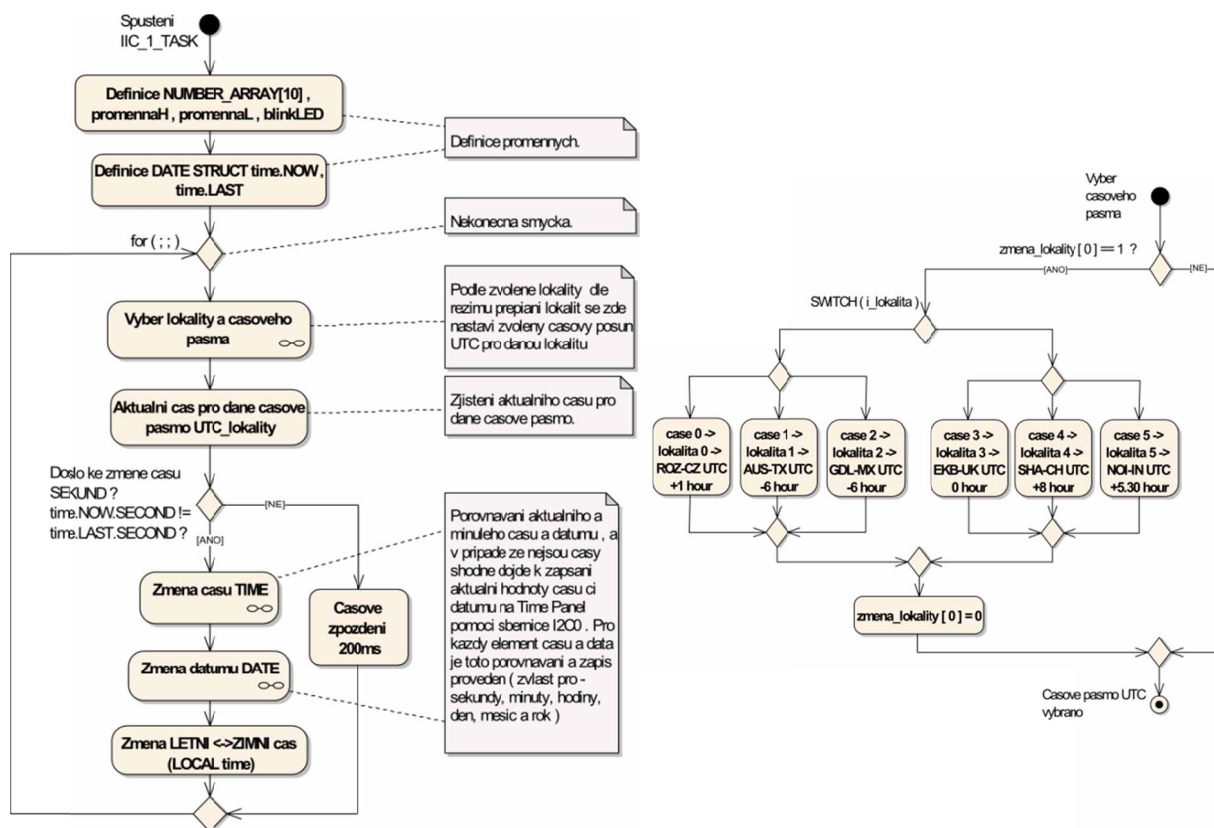 Spusteni
IIC_1_TASK
Definice NUMBER_ARRAY[10] ,
promennaH , promennaL , blinkLED
Definice promennych.
Definice DATE STRUCT time.NOW ,
time.LAST
Nekonecna smycka.
for ( ; ; )
Vyber lokality a casoveho
pasma
Podle zvolene lokality dle
rezimu prepiani lokalit se zde
nastavi zvoleny casovy posun
UTC pro danou lokalitu
Aktualni cas pro dane casove
pasmo UTC_lokality
Zjisteni aktualniho casu pro
dane casove pasmo.
Doslo ke zmene casu
SEKUND ?
time.NOW.SECOND !=
time.LAST.SECOND ?
[NE]
[ANO]
Zmena casu TIME
Casove
zpozdeni
200ms
Zmena datumu DATE
Zmena LETNI <->ZIMNI cas
(LOCAL time)
Porovnavani aktualniho a
minuleho casu a datumu , a
v pripade ze nejsou casy
shodne dojde k zapsani
aktualni hodnoty casu ci
datumu na Time Panel
pomoci sbernice I2C0 . Pro
kazdy element casu a data
je toto porovnavani a zapis
proveden ( zvlast pro -
sekundy, minuty, hodiny,
den, mesic a rok )
Vyber
casoveho
pasma
zmena_lokality [ 0 ] == 1 ?
[ANO]
[NE]
SWITCH ( i_lokalita )
case 0 ->
lokalita 0 ->
ROZ-CZ UTC
+1 hour
case 1 ->
lokalita 1 ->
AUS-TX UTC
-6 hour
case 2 ->
lokalita 2 ->
GDL-MX UTC
-6 hour
case 3 ->
lokalita 3 ->
EKB-UK UTC
0 hour
case 4 ->
lokalita 4 ->
SHA-CH UTC
+8 hour
case 5 ->
lokalita 5 ->
NOI-IN UTC
+5.30 hour
zmena_lokality [ 0 ] = 0
Casove pasmo UTC
vybrano